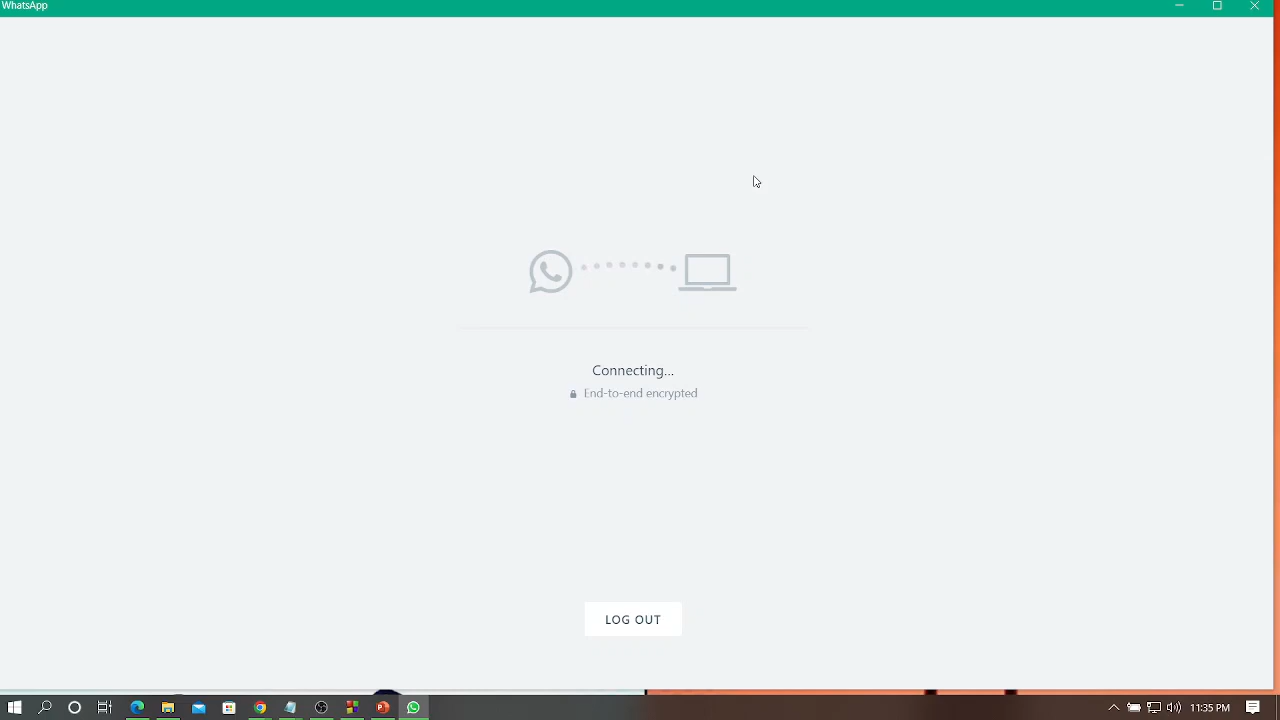 WhatsApp
Connecting...
End-to-end encrypted
LOG OUT
11:35 PM